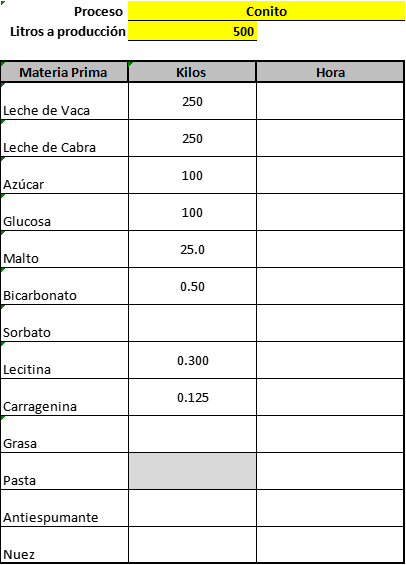 Proceso Conito
Litros a producción 500
Materia Prima Kilos Hora
Leche de Vaca 250
Leche de Cabra 250
Azúcar 100
Glucosa 100
Malto 25.0
Bicarbonato 0.50
Sorbato
Lecitina 0.300
Carragenina 0.125
Grasa
Pasta
Antiespumante
Nuez